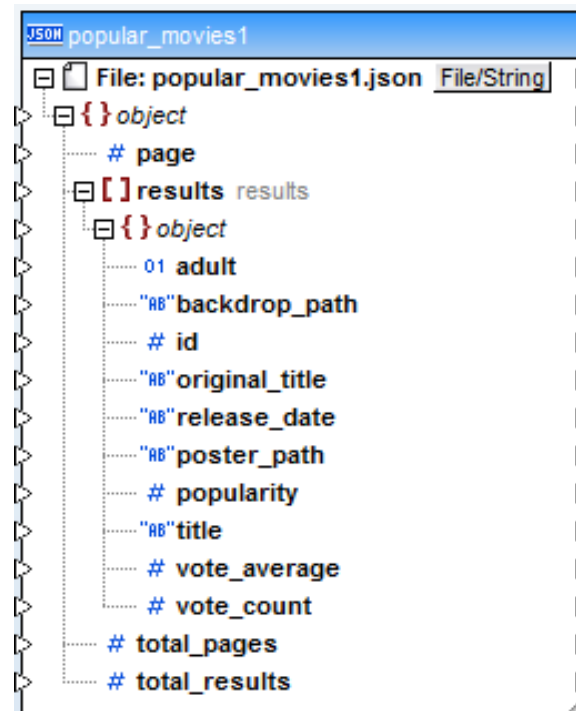 JSON popular_movies1
File: popular_movies1.json File/String
{ } object
# page
[ ] results results
{ } object
01 adult
"AB" backdrop_path
# id
"AB" original_title
"AB" release_date
"AB" poster_path
# popularity
"AB" title
# vote_average
# vote_count
# total_pages
# total_results